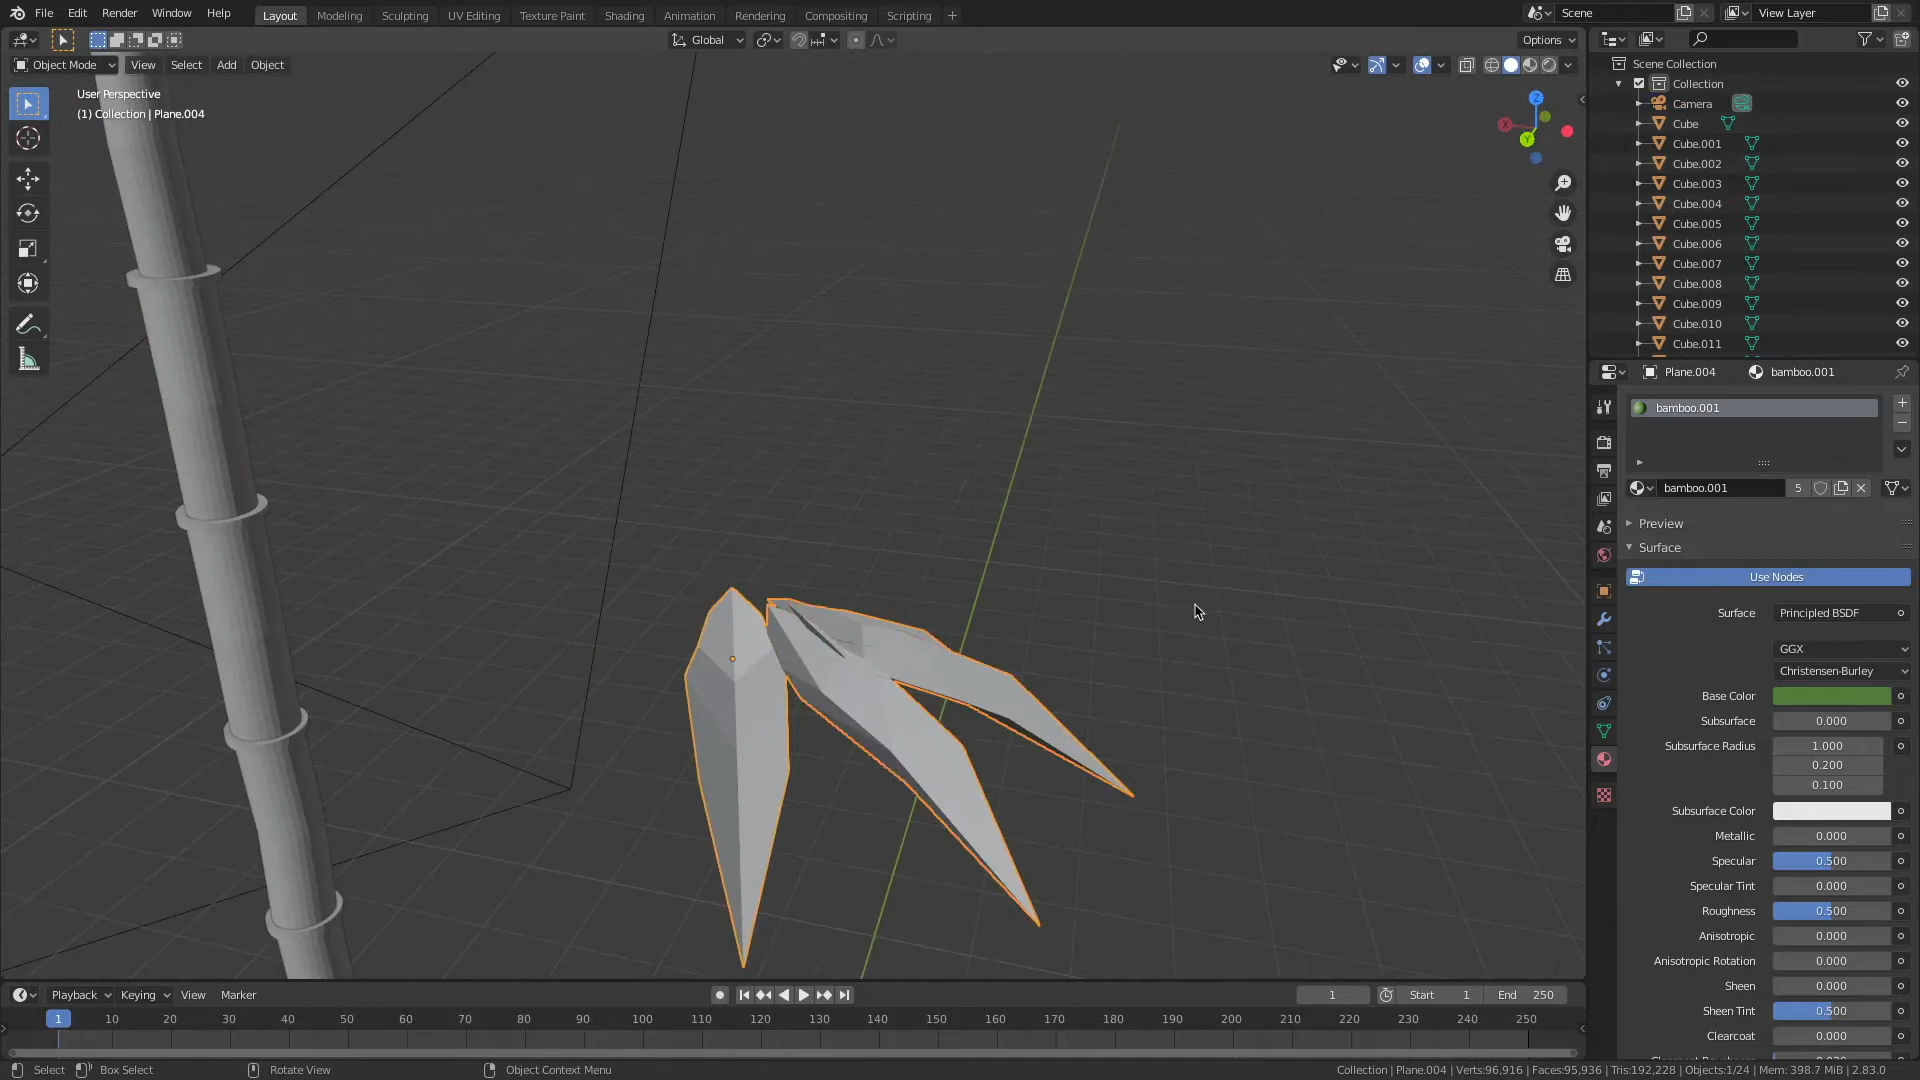 File Edit Render Window Help Layout Modeling Sculpting UV Editing Texture Paint Shading Animation Rendering Compositing Scripting Scene View Layer
Global Options
Object Mode View Select Add Object
User Perspective
(1) Collection | Plane.004
Z
X
Y
Scene Collection
Collection
Camera
Cube
Cube.001
Cube.002
Cube.003
Cube.004
Cube.005
Cube.006
Cube.007
Cube.008
Cube.009
Cube.010
Cube.011
Plane.004 bamboo.001
bamboo.001
bamboo.001 5
Preview
Surface
Use Nodes
Surface Principled BSDF
GGX
Christensen-Burley
Base Color
Subsurface 0.000
Subsurface Radius 1.000
0.200
0.100
Subsurface Color
Metallic 0.000
Specular 0.500
Specular Tint 0.000
Roughness 0.500
Anisotropic 0.000
Anisotropic Rotation 0.000
Sheen 0.000
Sheen Tint 0.500
Clearcoat 0.000
Playback Keying View Marker 1 Start 1 End 250
1 10 20 30 40 50 60 70 80 90 100 110 120 130 140 150 160 170 180 190 200 210 220 230 240 250
Select Box Select Rotate View Object Context Menu Collection | Plane.004 | Verts:96,916 | Faces:95,936 | Tris:192,228 | Objects:1/24 | Mem: 398.7 MiB | 2.83.0